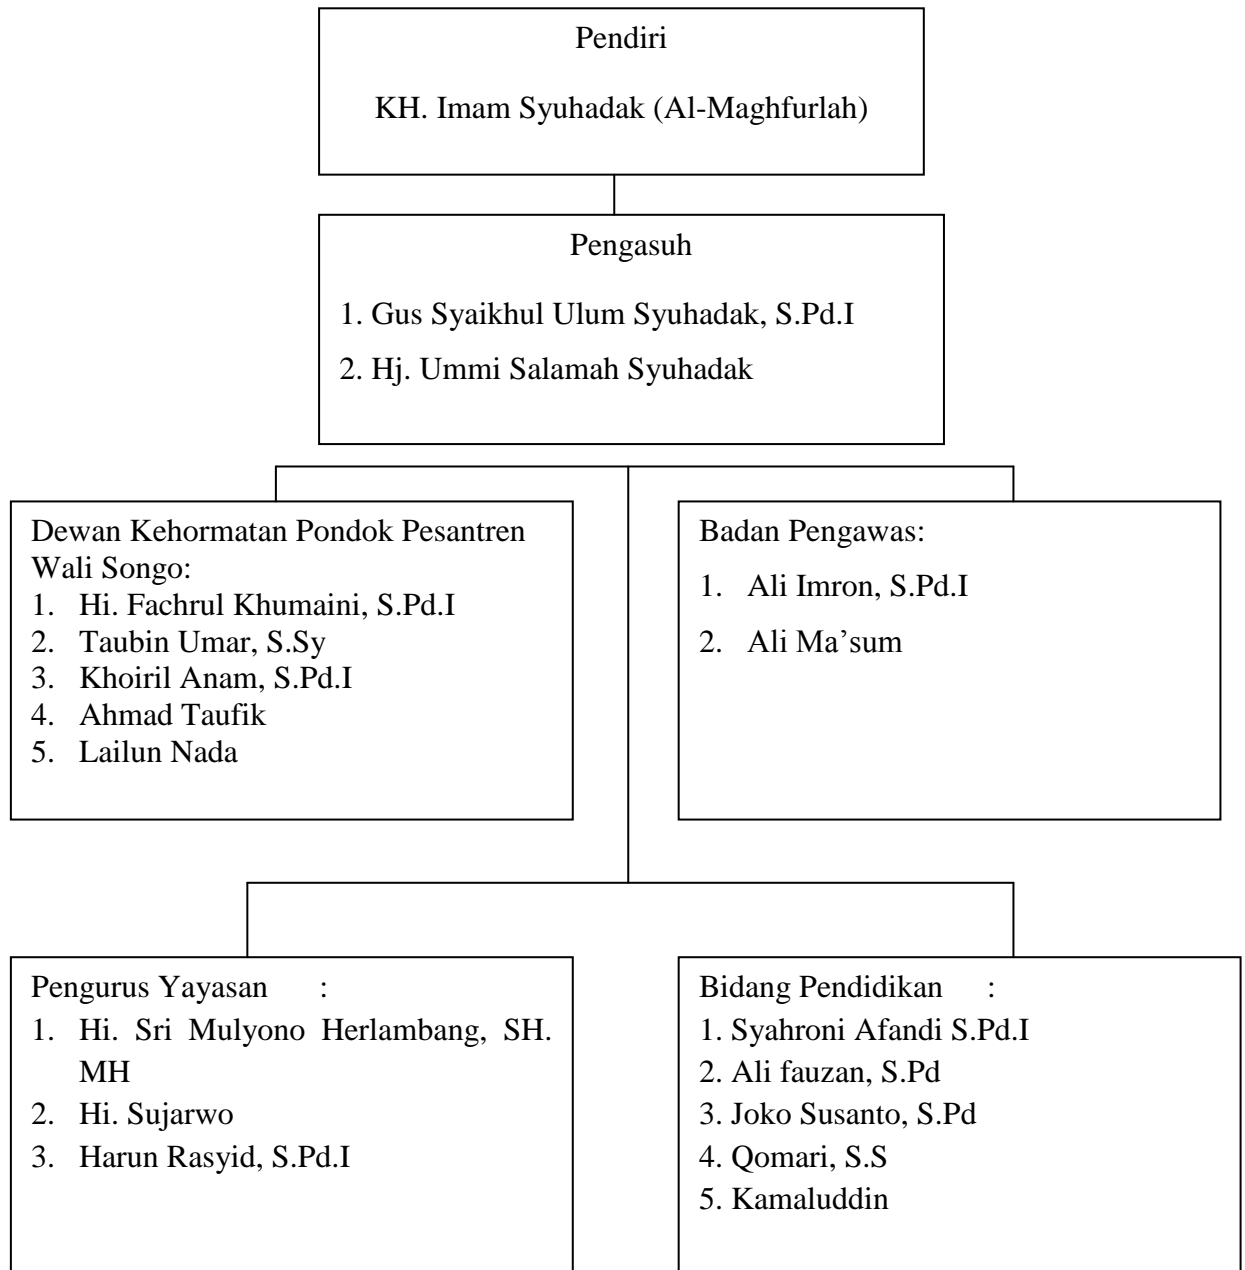 Pendiri
KH. Imam Syuhadak (Al-Maghfurlah)
Pengasuh
1. Gus Syaikhul Ulum Syuhadak, S.Pd.I
2. Hj. Ummi Salamah Syuhadak
Dewan Kehormatan Pondok Pesantren
Wali Songo:
1. Hi. Fachrul Khumaini, S.Pd.I
2. Taubin Umar, S.Sy
3. Khoiril Anam, S.Pd.I
4. Ahmad Taufik
5. Lailun Nada
Badan Pengawas:
1. Ali Imron, S.Pd.I
2. Ali Ma’sum
Pengurus Yayasan :
1. Hi. Sri Mulyono Herlambang, SH.
MH
2. Hi. Sujarwo
3. Harun Rasyid, S.Pd.I
Bidang Pendidikan :
1. Syahroni Afandi S.Pd.I
2. Ali fauzan, S.Pd
3. Joko Susanto, S.Pd
4. Qomari, S.S
5. Kamaluddin